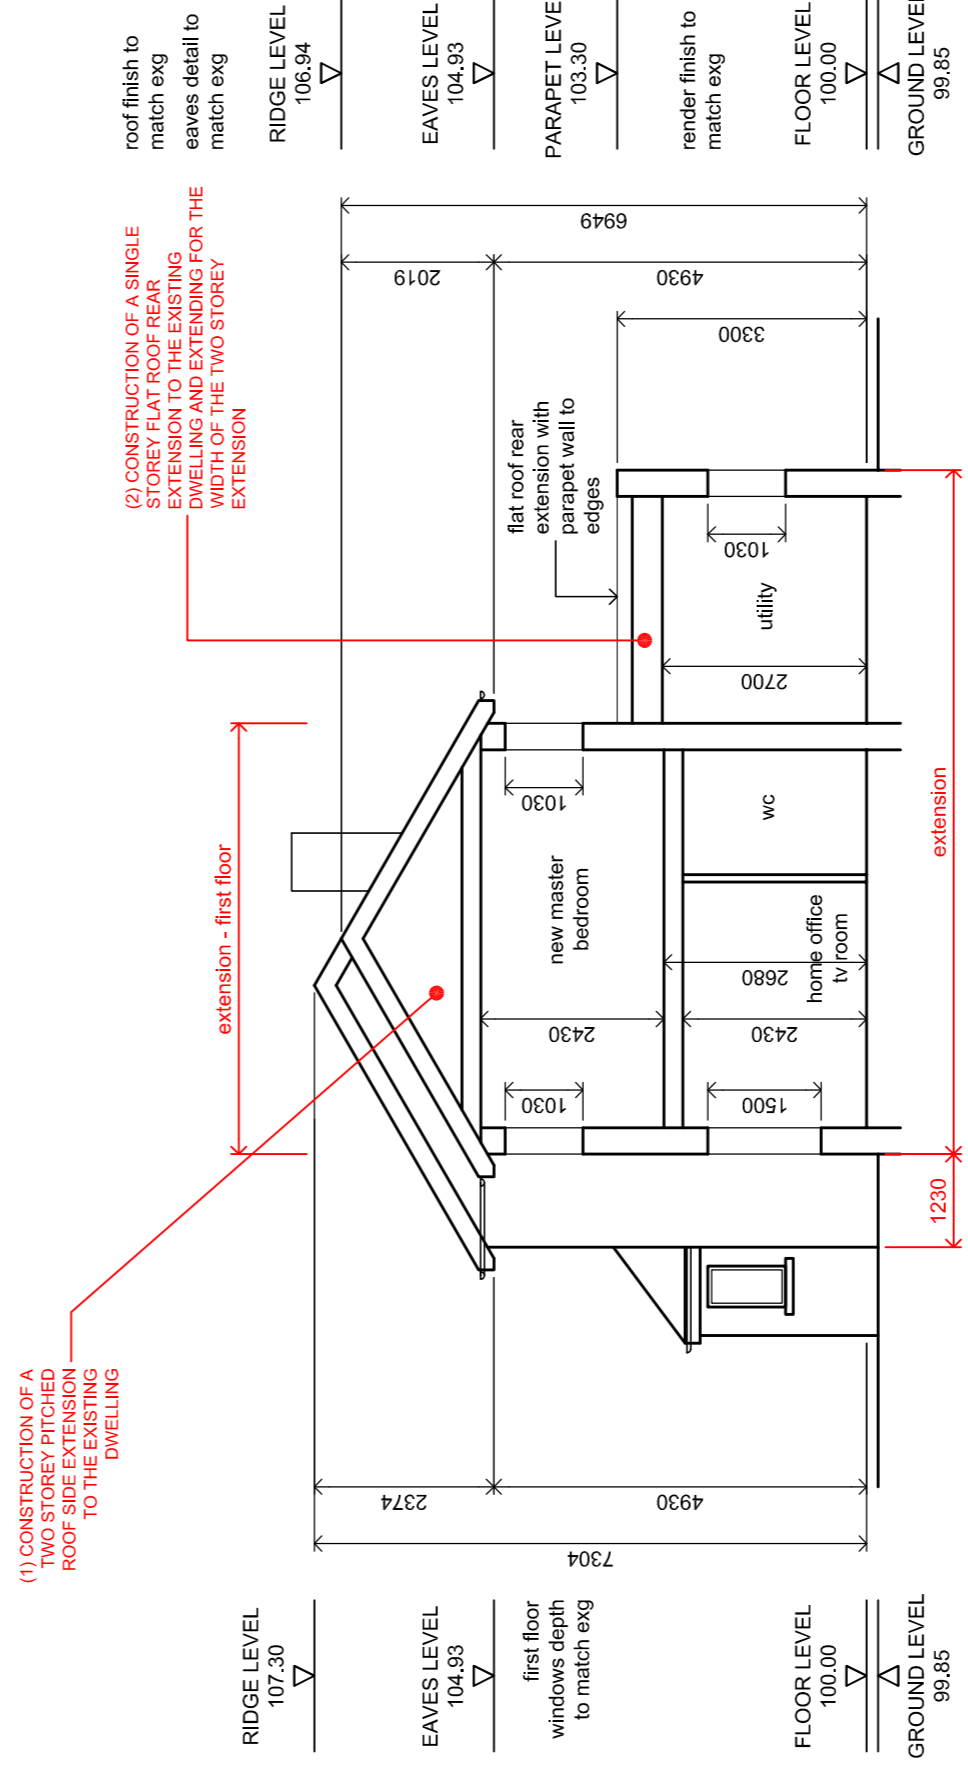 (1) CONSTRUCTION OF A
TWO STOREY PITCHED
ROOF SIDE EXTENSION
TO THE EXISTING
DWELLING
(2) CONSTRUCTION OF A SINGLE
STOREY FLAT ROOF REAR
EXTENSION TO THE EXISTING
DWELLING AND EXTENDING FOR THE
WIDTH OF THE TWO STOREY
EXTENSION
roof finish to
match exg
eaves detail to
match exg
RIDGE LEVEL
107.30
EAVES LEVEL
104.93
first floor
windows depth
to match exg
FLOOR LEVEL
100.00
GROUND LEVEL
99.85
7304
2374
4930
extension - first floor
1030
2430
new master
bedroom
1030
1500
2430
2680
home office
tv room
wc
flat roof rear
extension with
parapet wall to
edges
2700
utility
1030
3300
2019
4930
6949
1230
extension
RIDGE LEVEL
106.94
EAVES LEVEL
104.93
PARAPET LEVEL
103.30
render finish to
match exg
FLOOR LEVEL
100.00
GROUND LEVEL
99.85